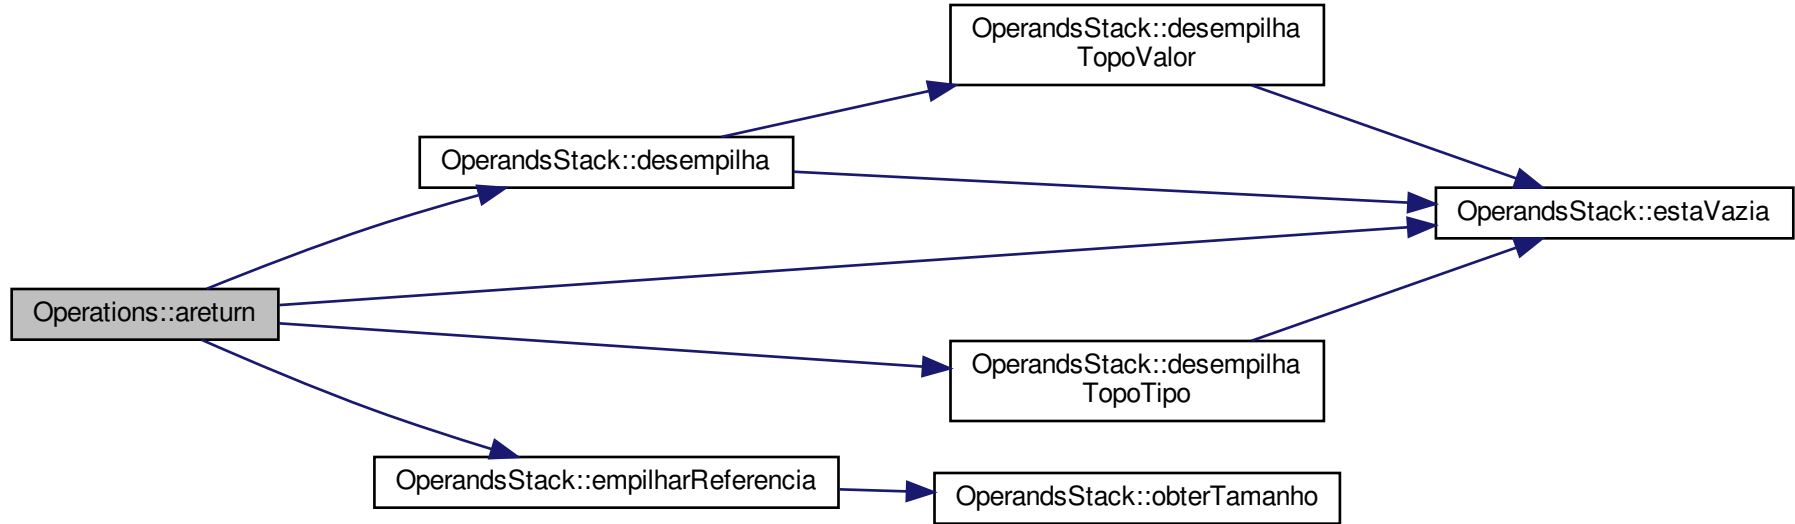 OperandsStack::desempilha
TopoValor
OperandsStack::desempilha
OperandsStack::estaVazia
Operations::areturn
OperandsStack::desempilha
TopoTipo
OperandsStack::empilharReferencia
OperandsStack::obterTamanho